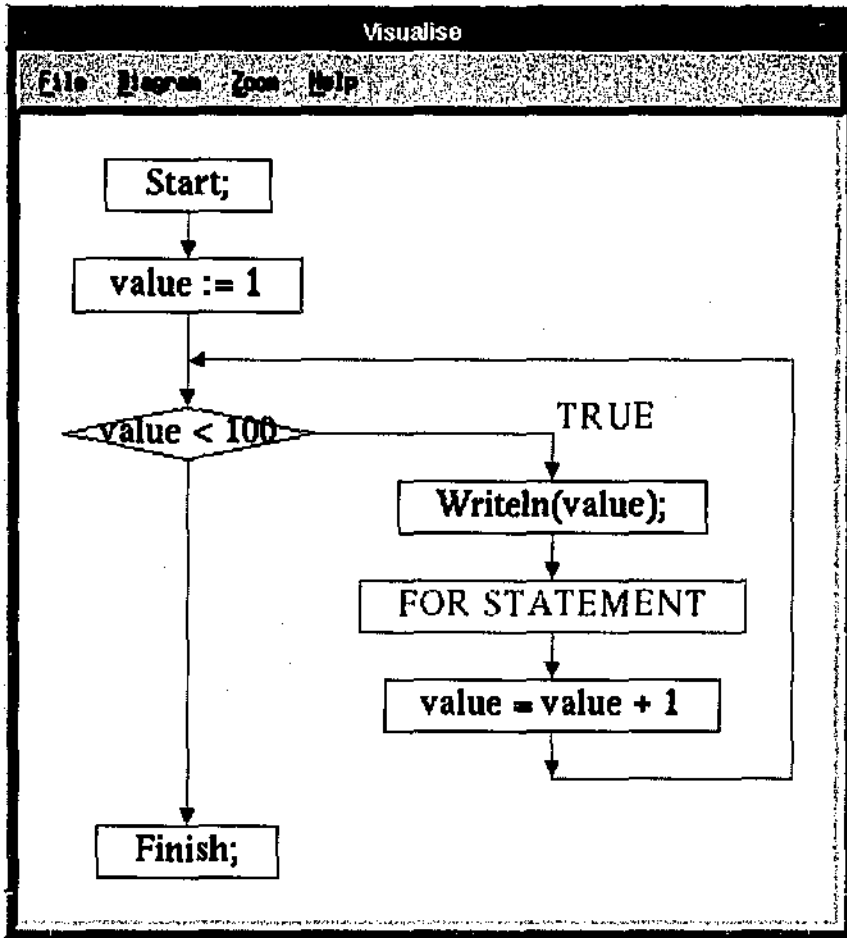 Visualise
File Diagram Zoom Help
Start;
value := 1
value < 100
TRUE
Writeln(value);
FOR STATEMENT
value = value + 1
Finish;